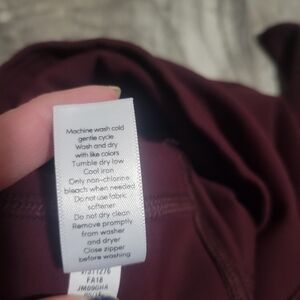 Machine wash cold
gentle cycle
Wash and dry
with like colors
Tumble dry low
Cool iron
Only non-chlorine
bleach when needed
Do not use fabric
softener
Do not dry clean
Remove promptly
from washer
and dryer
Close zipper
before washing
FA18